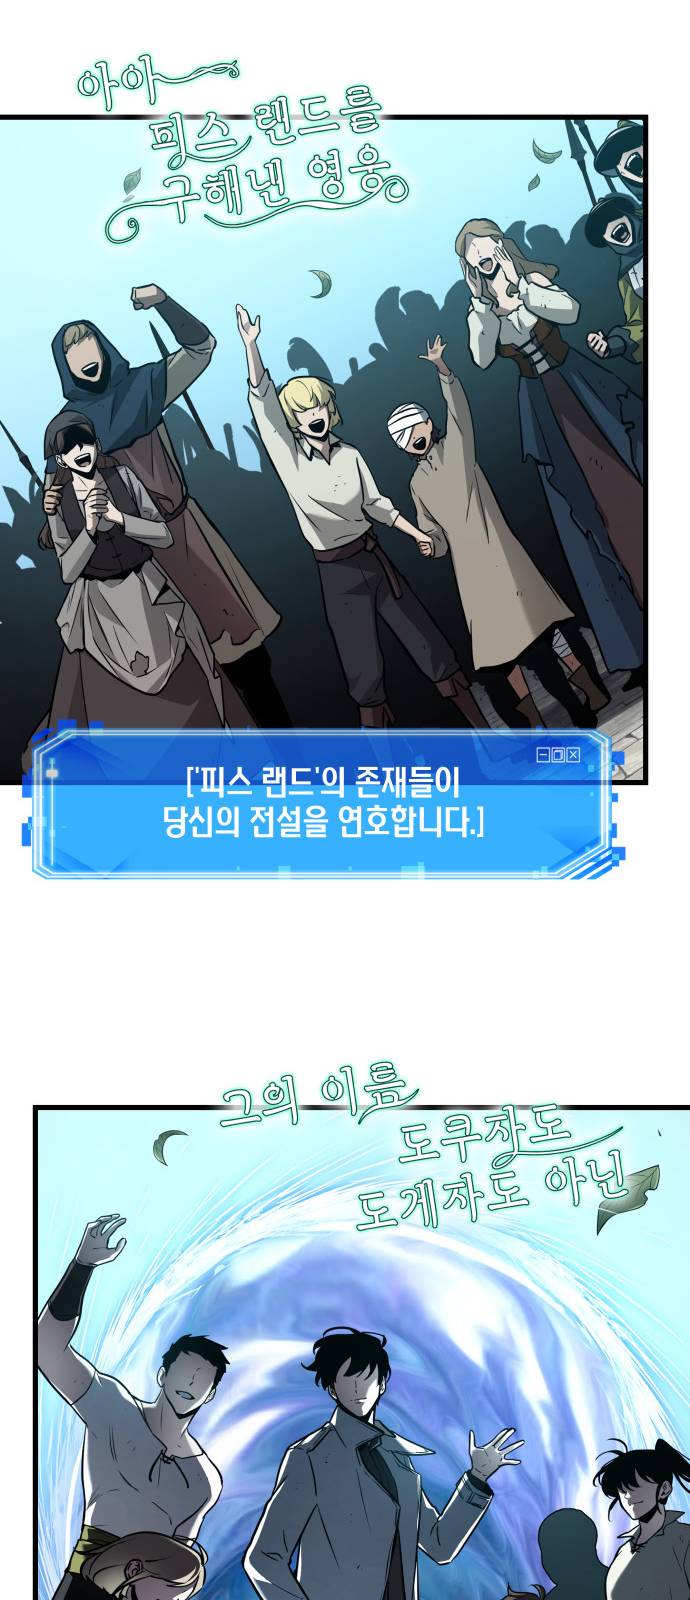 아아
피스 랜드를
구해낸 영웅
['피스 랜드'의 존재들이
당신의 전설을 연호합니다.]
그의 이름
도쿠자도
도게자도 아닌